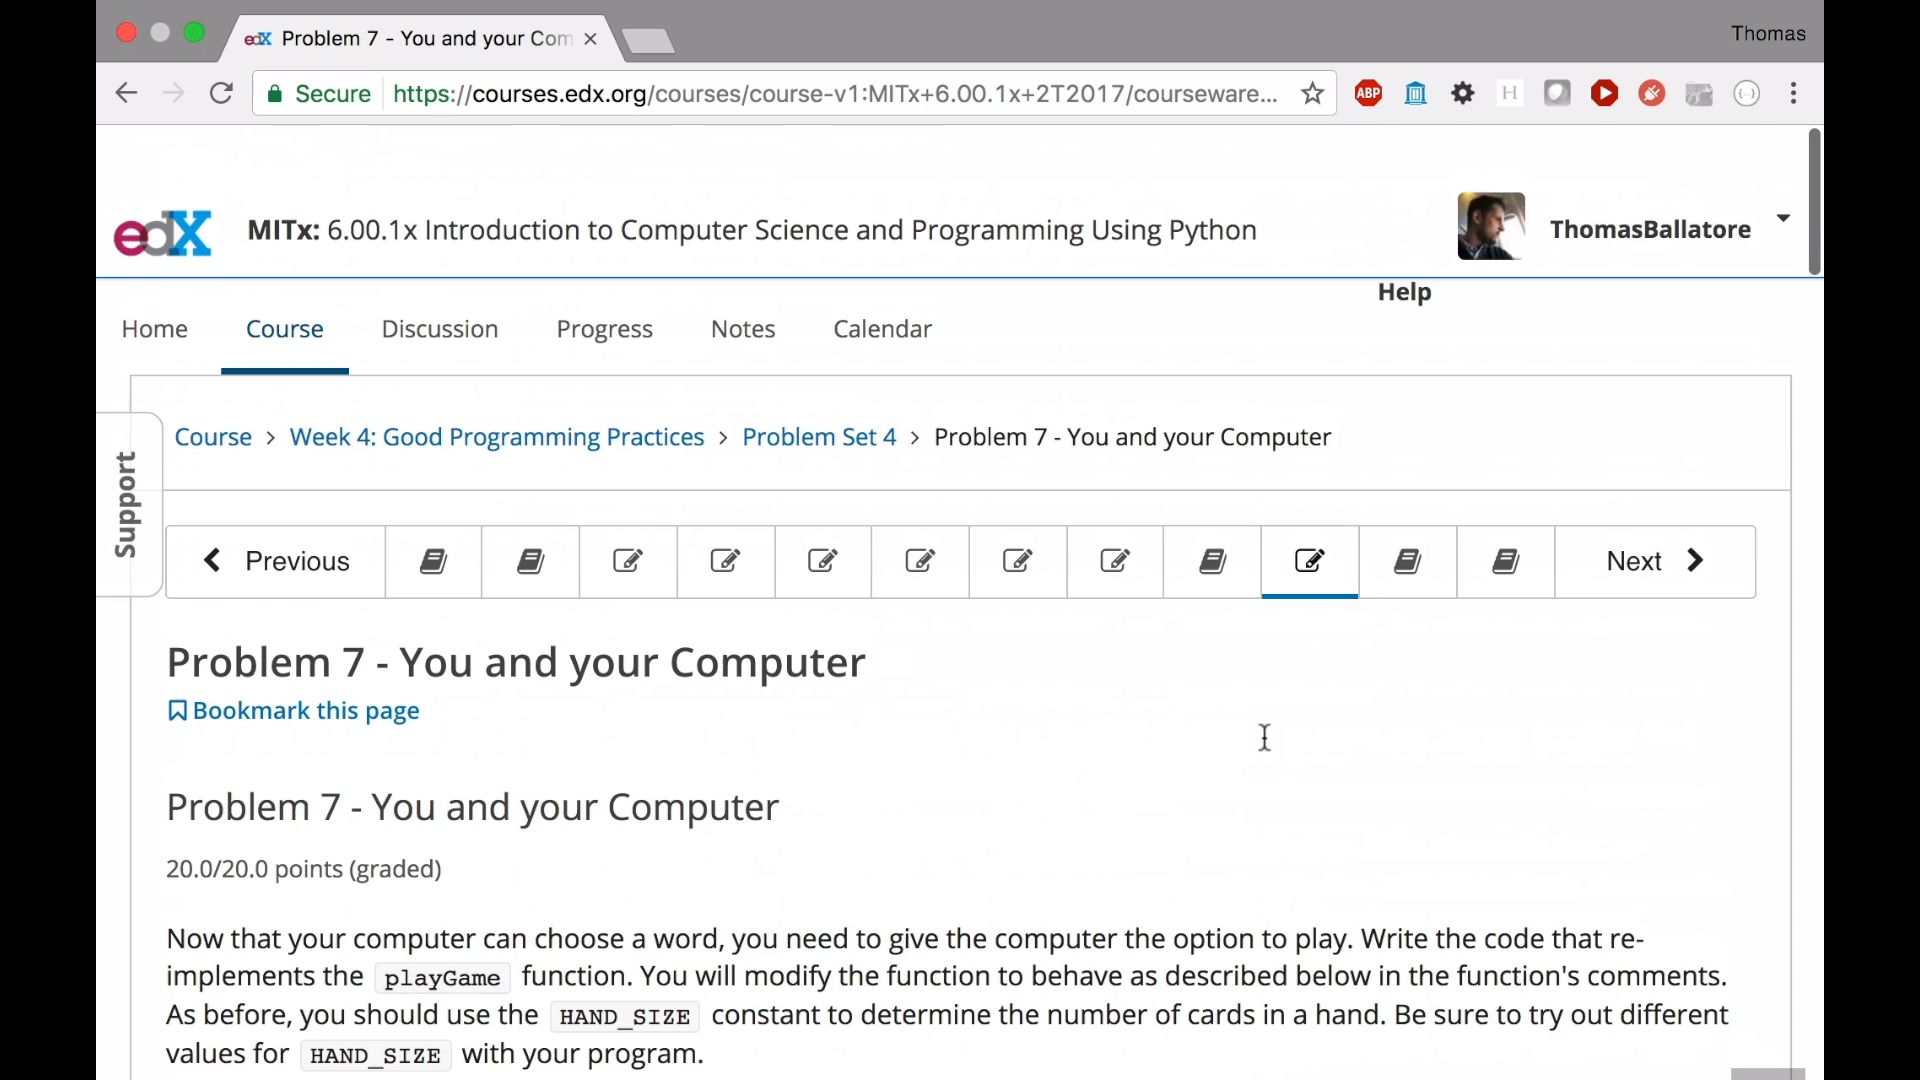 edX Problem 7 - You and your Com
Thomas
Secure https://courses.edx.org/courses/course-v1:MITx+6.00.1x+2T2017/courseware...
ABP
H
edX MITx: 6.00.1x Introduction to Computer Science and Programming Using Python
ThomasBallatore
Help
Home Course Discussion Progress Notes Calendar
Support
Course > Week 4: Good Programming Practices > Problem Set 4 > Problem 7 - You and your Computer
Previous
Next
Problem 7 - You and your Computer
Bookmark this page
Problem 7 - You and your Computer
20.0/20.0 points (graded)
Now that your computer can choose a word, you need to give the computer the option to play. Write the code that re-
implements the playGame function. You will modify the function to behave as described below in the function's comments.
As before, you should use the HAND_SIZE constant to determine the number of cards in a hand. Be sure to try out different
values for HAND_SIZE with your program.